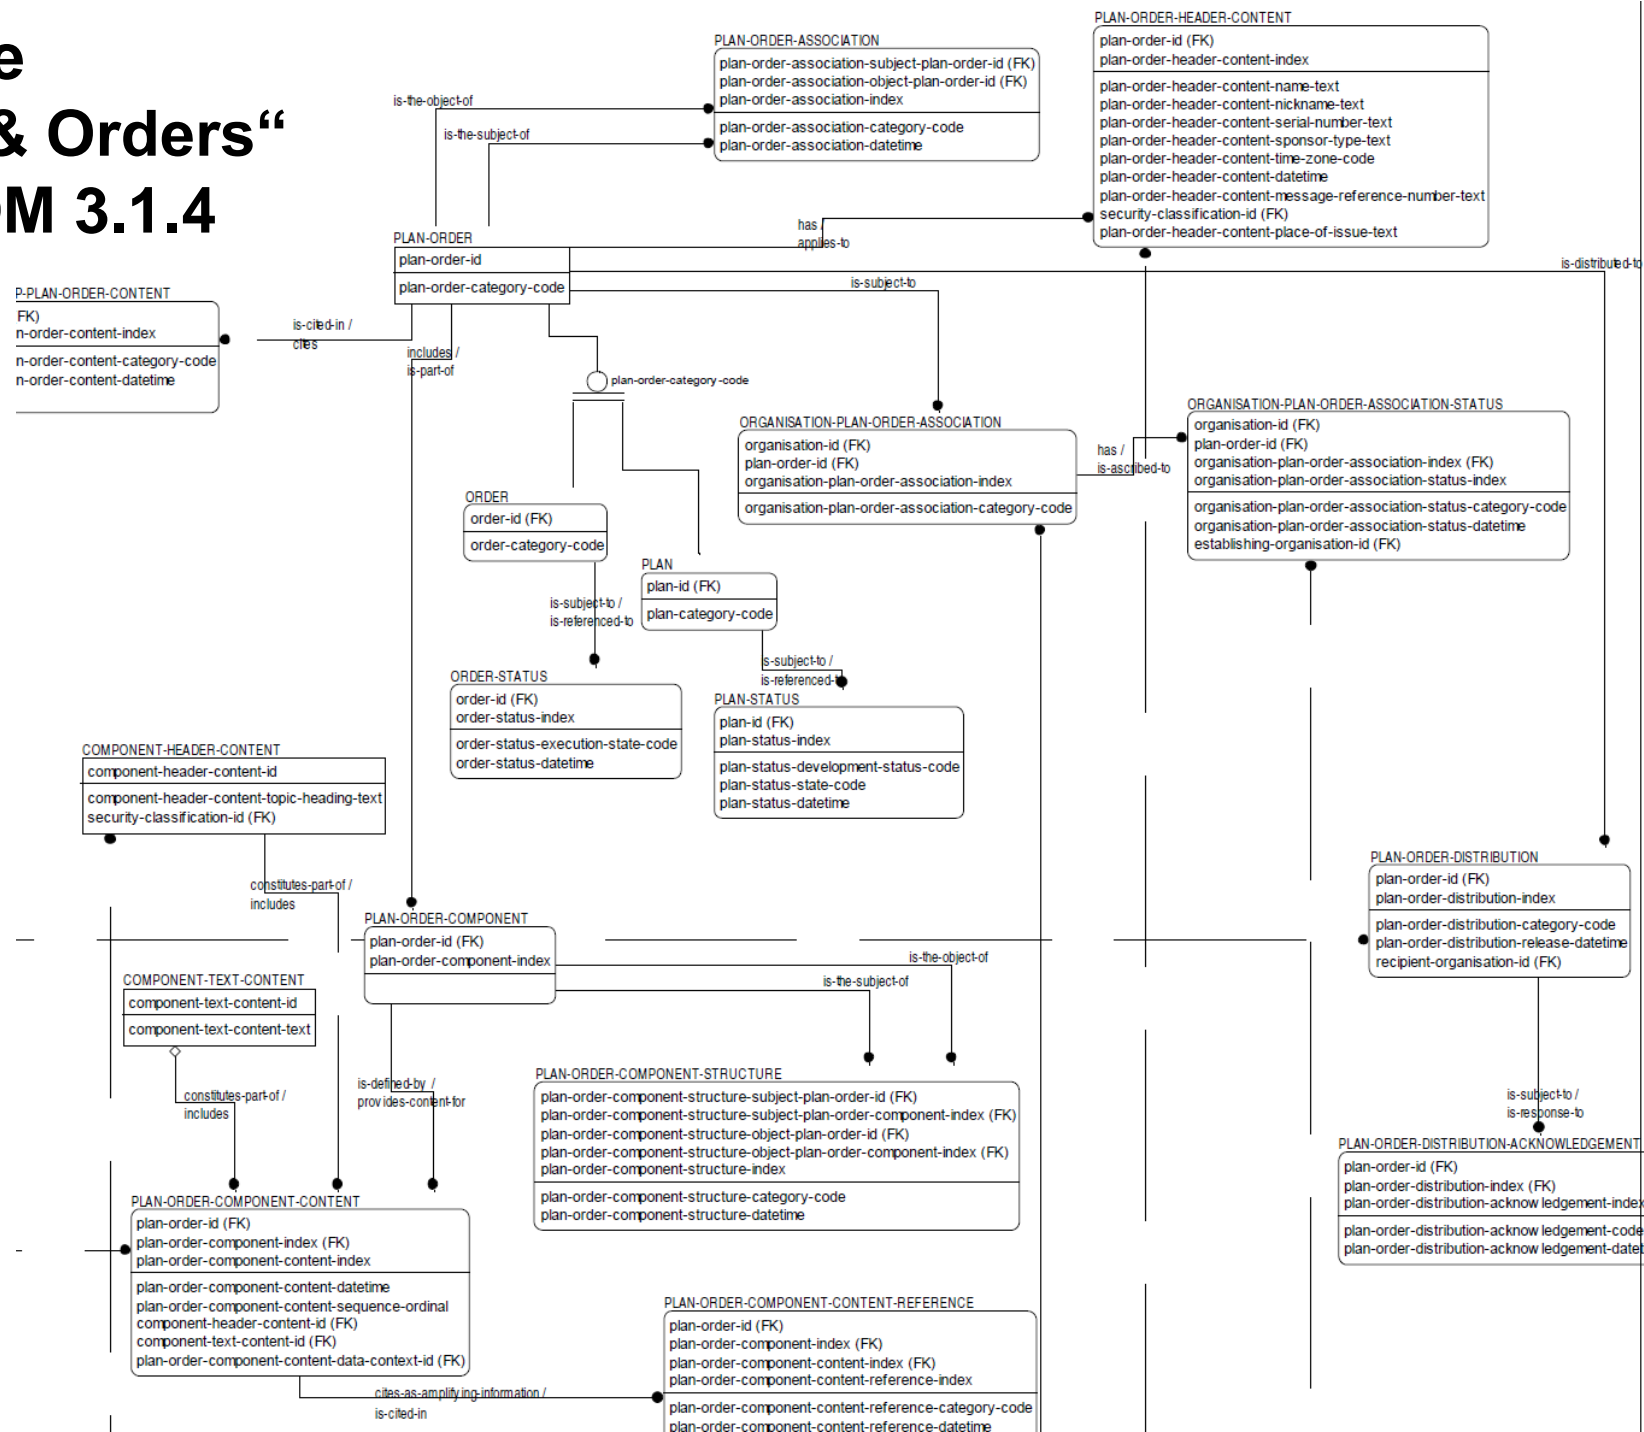 e
& Orders“
OM 3.1.4
PLAN-ORDER-ASSOCIATION
plan-order-association-subject-plan-order-id (FK)
plan-order-association-object-plan-order-id (FK)
plan-order-association-index
plan-order-association-category-code
plan-order-association-datetime
PLAN-ORDER-HEADER-CONTENT
plan-order-id (FK)
plan-order-header-content-index
plan-order-header-content-name-text
plan-order-header-content-nickname-text
plan-order-header-content-serial-number-text
plan-order-header-content-sponsor-type-text
plan-order-header-content-time-zone-code
plan-order-header-content-datetime
plan-order-header-content-message-reference-number-text
security-classification-id (FK)
plan-order-header-content-place-of-issue-text
is-the-object-of
is-the-subject-of
has /
applies-to
is-distributed-to
PLAN-ORDER
plan-order-id
plan-order-category-code
is-subject-to
P-PLAN-ORDER-CONTENT
FK)
n-order-content-index
n-order-content-category-code
n-order-content-datetime
is-cited-in /
cites
includes /
is-part-of
plan-order-category-code
ORGANISATION-PLAN-ORDER-ASSOCIATION
organisation-id (FK)
plan-order-id (FK)
organisation-plan-order-association-index
organisation-plan-order-association-category-code
has /
is-ascribed-to
ORGANISATION-PLAN-ORDER-ASSOCIATION-STATUS
organisation-id (FK)
plan-order-id (FK)
organisation-plan-order-association-index (FK)
organisation-plan-order-association-status-index
organisation-plan-order-association-status-category-code
organisation-plan-order-association-status-datetime
establishing-organisation-id (FK)
ORDER
order-id (FK)
order-category-code
PLAN
plan-id (FK)
plan-category-code
is-subject-to /
is-referenced-to
is-subject-to /
is-referenced-t
ORDER-STATUS
order-id (FK)
order-status-index
order-status-execution-state-code
order-status-datetime
PLAN-STATUS
plan-id (FK)
plan-status-index
plan-status-development-status-code
plan-status-state-code
plan-status-datetime
COMPONENT-HEADER-CONTENT
component-header-content-id
component-header-content-topic-heading-text
security-classification-id (FK)
constitutes-part-of /
includes
PLAN-ORDER-DISTRIBUTION
plan-order-id (FK)
plan-order-distribution-index
plan-order-distribution-category-code
plan-order-distribution-release-datetime
recipient-organisation-id (FK)
PLAN-ORDER-COMPONENT
plan-order-id (FK)
plan-order-component-index
is-the-object-of
is-the-subject-of
COMPONENT-TEXT-CONTENT
component-text-content-id
component-text-content-text
constitutes-part-of /
includes
is-defined-by /
provides-content-for
PLAN-ORDER-COMPONENT-STRUCTURE
plan-order-component-structure-subject-plan-order-id (FK)
plan-order-component-structure-subject-plan-order-component-index (FK)
plan-order-component-structure-object-plan-order-id (FK)
plan-order-component-structure-object-plan-order-component-index (FK)
plan-order-component-structure-index
plan-order-component-structure-category-code
plan-order-component-structure-datetime
is-subject-to /
is-response-to
PLAN-ORDER-DISTRIBUTION-ACKNOWLEDGEMENT
plan-order-id (FK)
plan-order-distribution-index (FK)
plan-order-distribution-acknowledgement-index
plan-order-distribution-acknowledgement-code
plan-order-distribution-acknowledgement-datet
PLAN-ORDER-COMPONENT-CONTENT
plan-order-id (FK)
plan-order-component-index (FK)
plan-order-component-content-index
plan-order-component-content-datetime
plan-order-component-content-sequence-ordinal
component-header-content-id (FK)
component-text-content-id (FK)
plan-order-component-content-data-context-id (FK)
cites-as-amplifying-information /
is-cited-in
PLAN-ORDER-COMPONENT-CONTENT-REFERENCE
plan-order-id (FK)
plan-order-component-index (FK)
plan-order-component-content-index (FK)
plan-order-component-content-reference-index
plan-order-component-content-reference-category-code
plan-order-component-content-reference-datetime